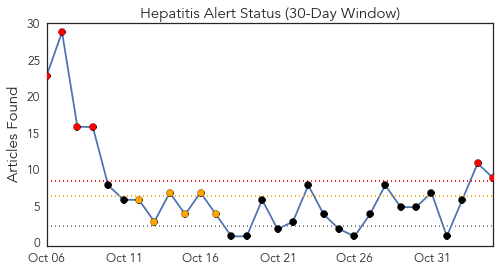 Hepatitis Alert Status (30-Day Window)
Articles Found
30
25
20
15
10
5
0
Oct 06
Oct 11
Oct 16
Oct 21
Oct 26
Oct 31